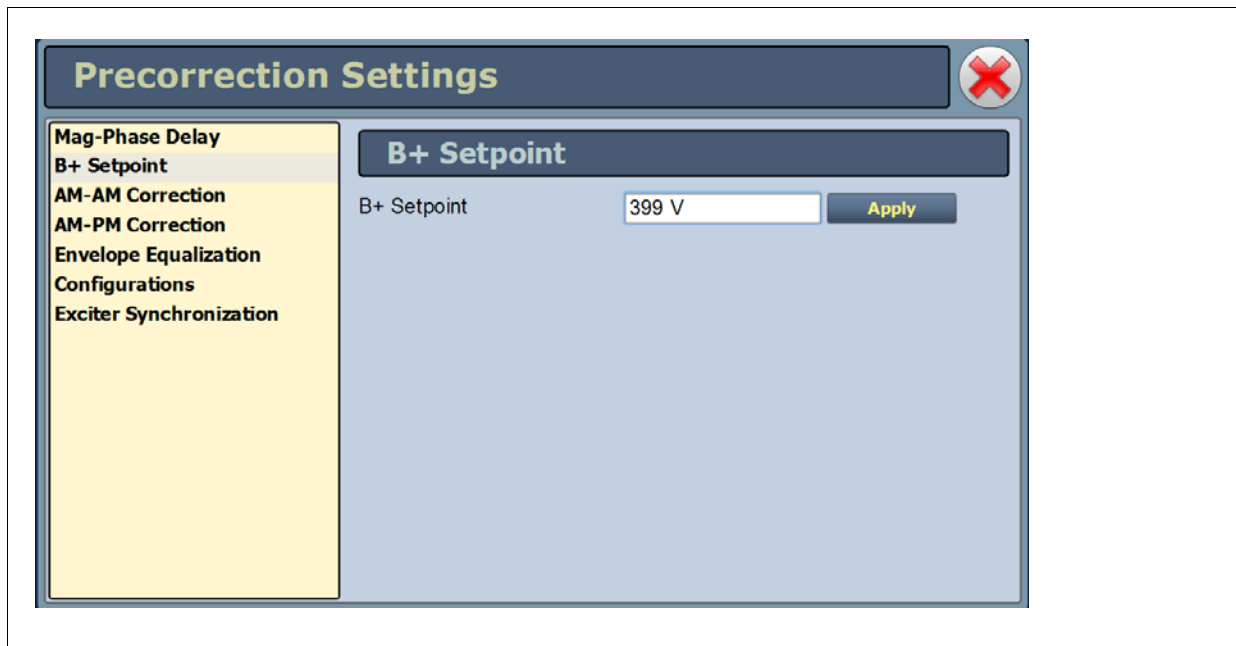 Precorrection Settings
Mag-Phase Delay
B+ Setpoint
AM-AM Correction
AM-PM Correction
Envelope Equalization
Configurations
Exciter Synchronization
B+ Setpoint
B+ Setpoint 399 V Apply